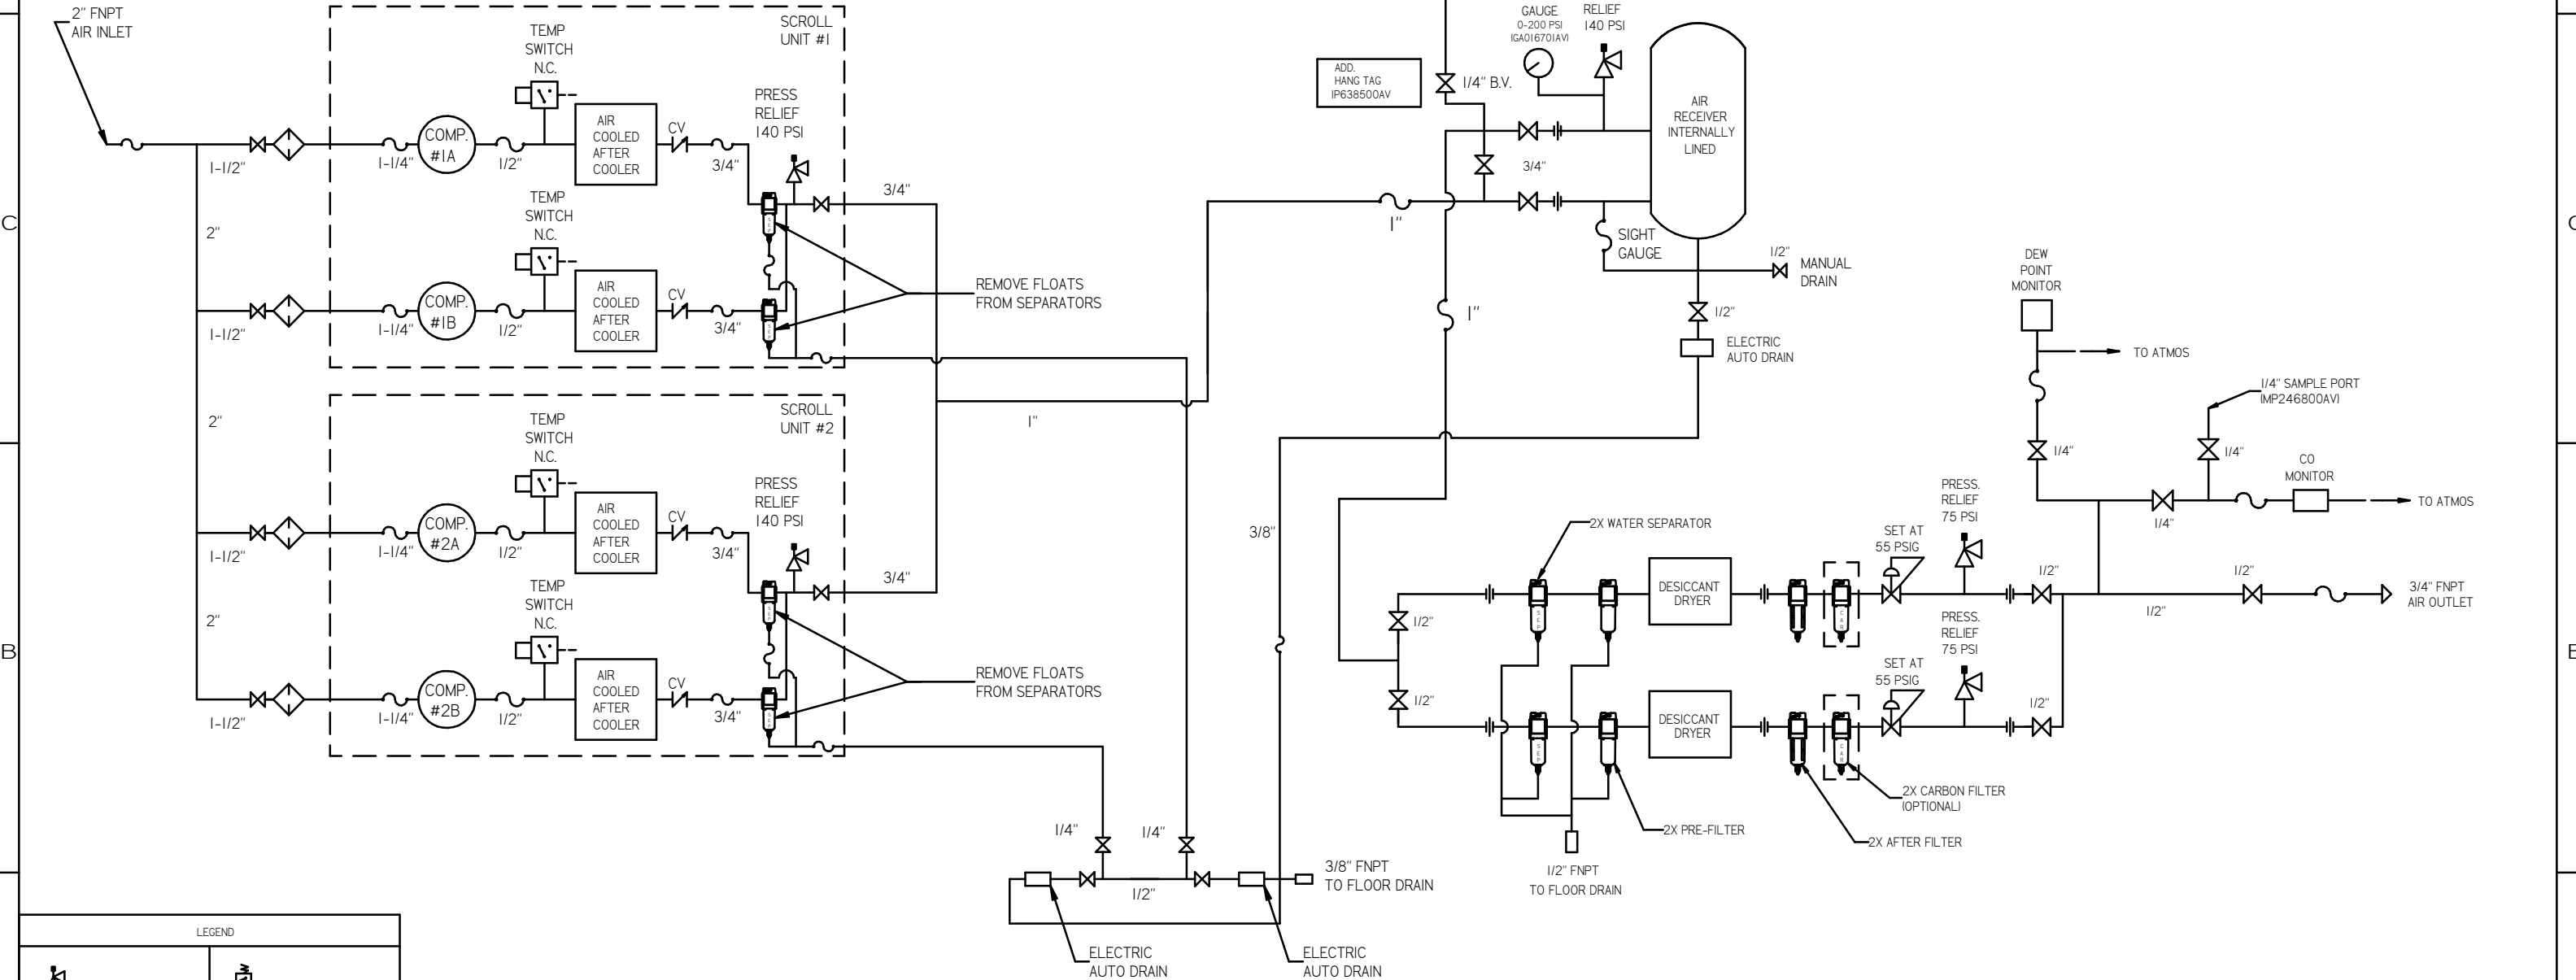 2" FNPT
AIR INLET
SCROLL
UNIT #1
TEMP
SWITCH
N.C.
COMP.
#1A
AIR
COOLED
AFTER
COOLER
CV
PRESS
RELIEF
140 PSI
1-1/2"
1-1/4"
1/2"
3/4"
3/4"
TEMP
SWITCH
N.C.
2"
COMP.
#1B
AIR
COOLED
AFTER
COOLER
CV
1-1/2"
1-1/4"
1/2"
3/4"
REMOVE FLOATS
FROM SEPARATORS
SCROLL
UNIT #2
2"
TEMP
SWITCH
N.C.
COMP.
#2A
AIR
COOLED
AFTER
COOLER
CV
PRESS
RELIEF
140 PSI
1-1/2"
1-1/4"
1/2"
3/4"
3/4"
TEMP
SWITCH
N.C.
2"
COMP.
#2B
AIR
COOLED
AFTER
COOLER
CV
1-1/2"
1-1/4"
1/2"
3/4"
REMOVE FLOATS
FROM SEPARATORS
1"
ADD.
HANG TAG
IP638500AV
1/4" B.V.
GAUGE
0-200 PSI
(GA016701AV)
RELIEF
140 PSI
AIR
RECEIVER
INTERNALLY
LINED
3/4"
1"
SIGHT
GAUGE
1/2"
MANUAL
DRAIN
1"
1/2"
ELECTRIC
AUTO DRAIN
3/8"
DEW
POINT
MONITOR
TO ATMOS
1/4" SAMPLE PORT
(MP246800AV)
1/4"
1/4"
CO
MONITOR
TO ATMOS
1/4"
2X WATER SEPARATOR
PRESS.
RELIEF
75 PSI
SET AT
55 PSIG
DESICCANT
DRYER
SEP
CAR
1/2"
1/2"
1/2"
1/2"
3/4" FNPT
AIR OUTLET
PRESS.
RELIEF
75 PSI
SET AT
55 PSIG
1/2"
DESICCANT
DRYER
SEP
CAR
1/2"
2X CARBON FILTER
(OPTIONAL)
2X PRE-FILTER
2X AFTER FILTER
1/2" FNPT
TO FLOOR DRAIN
1/4"
1/4"
3/8" FNPT
TO FLOOR DRAIN
1/2"
ELECTRIC
AUTO DRAIN
ELECTRIC
AUTO DRAIN
LEGEND
C
B